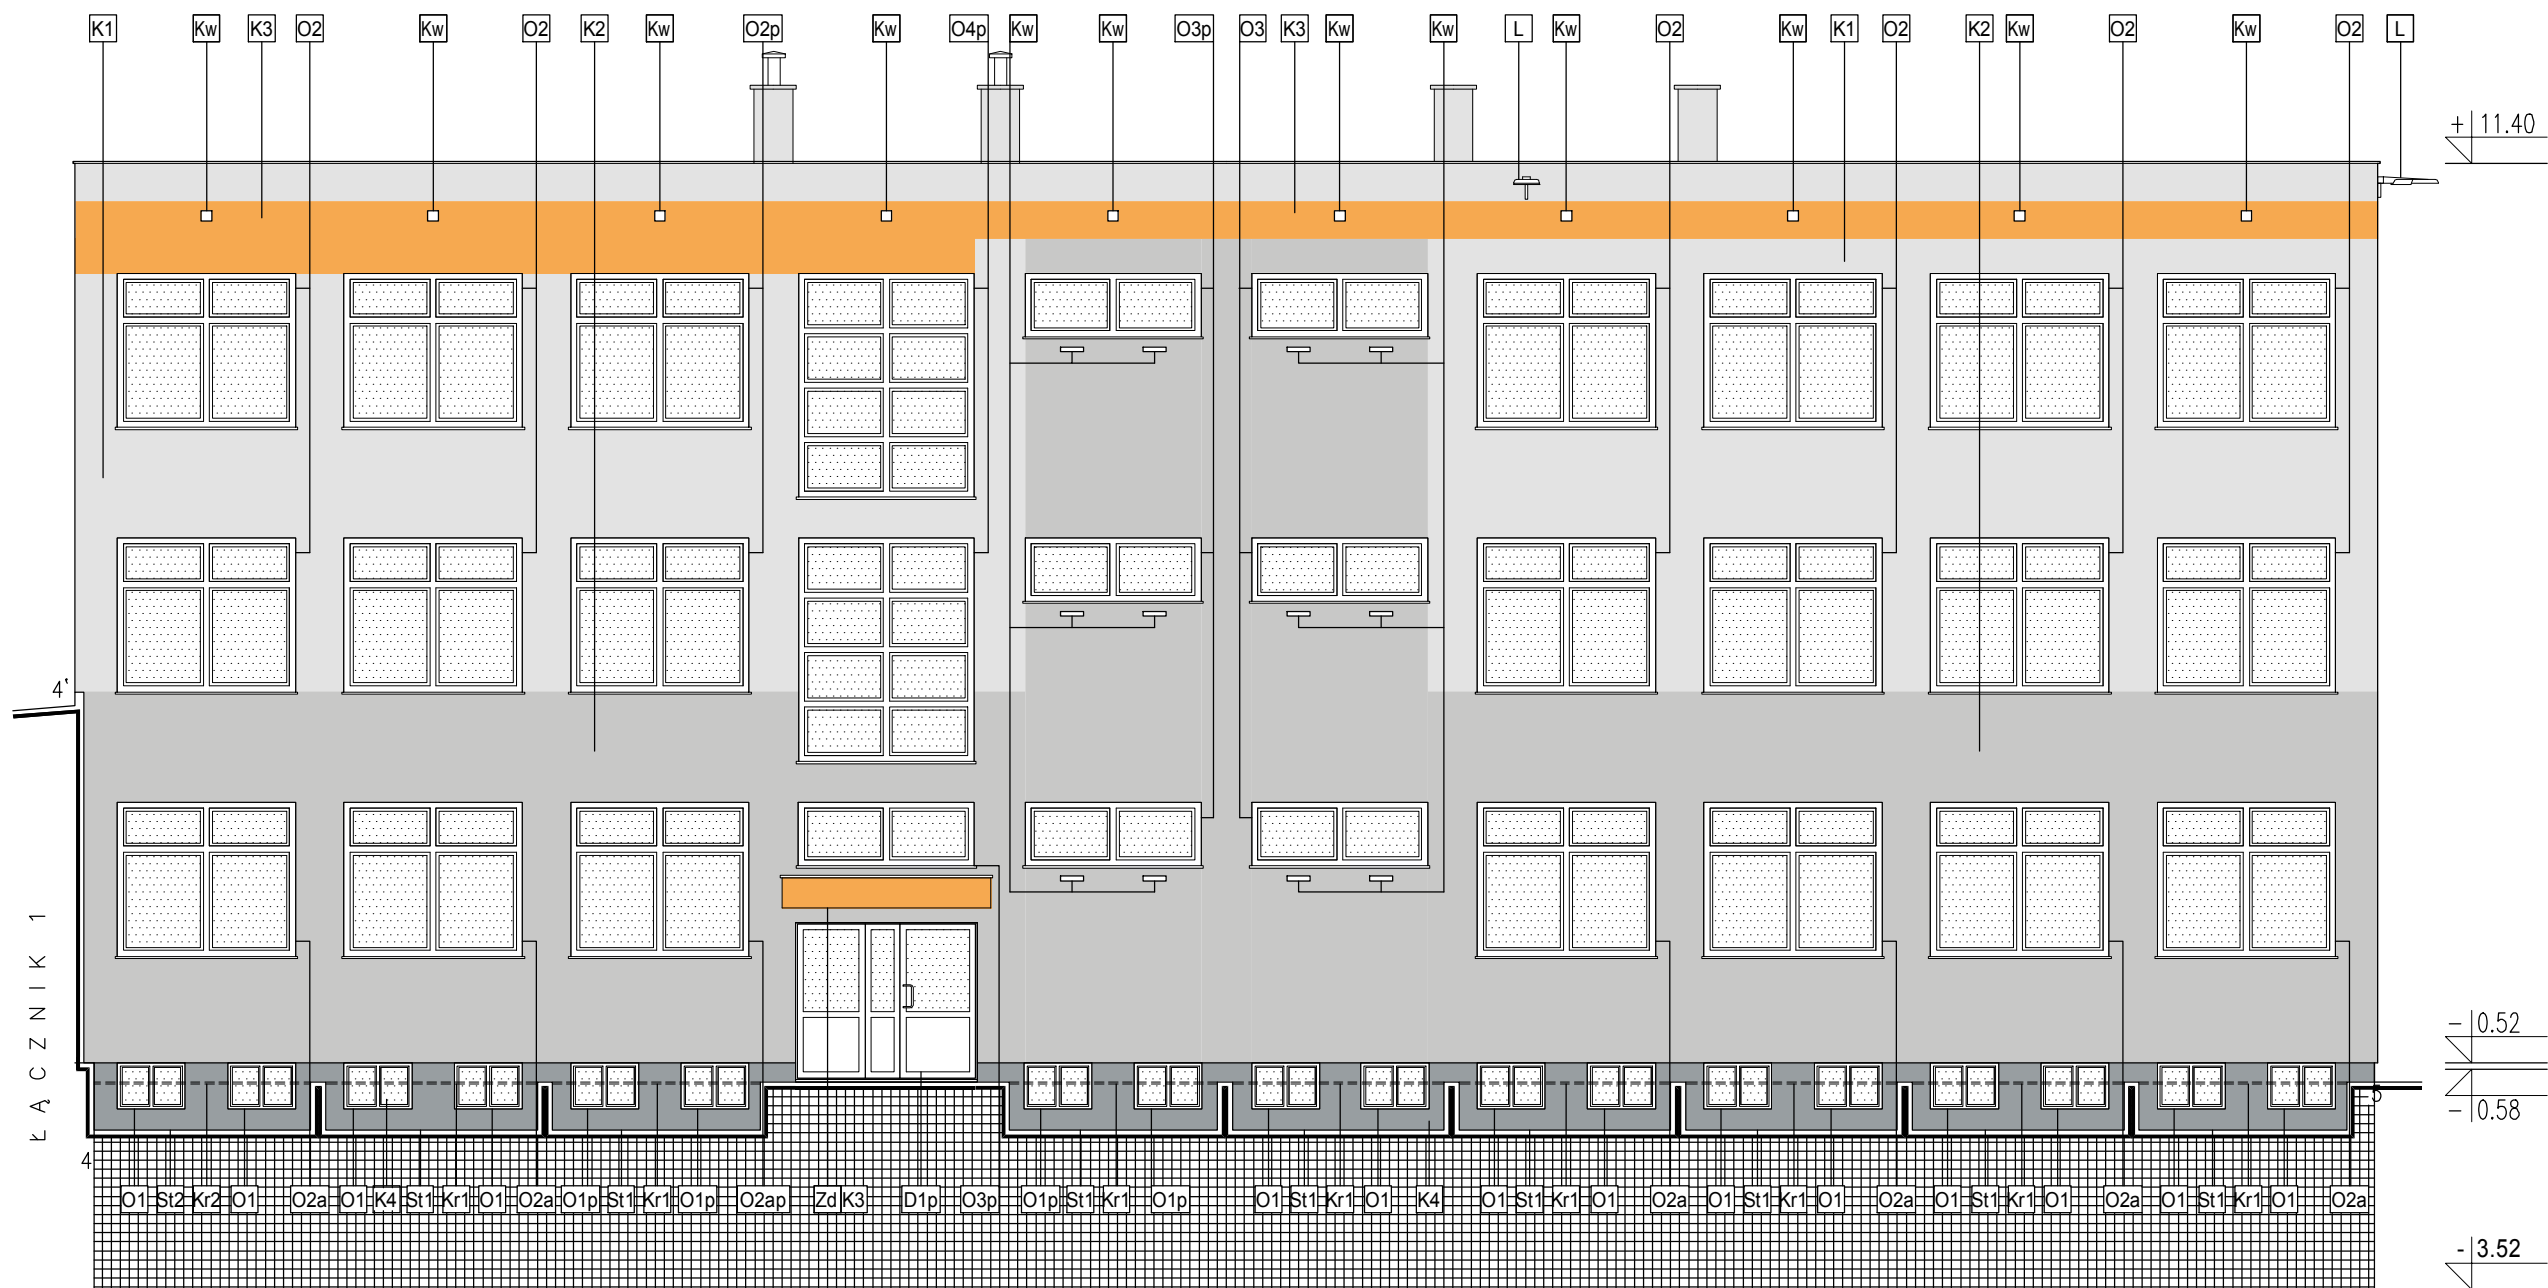 K1 Kw K3 O2 Kw O2 K2 Kw O2p Kw O4p Kw Kw O3p O3 K3 Kw Kw L Kw O2 Kw K1 O2 K2 Kw O2 Kw O2 L
+ 11.40
4'
ŁĄCZNIK 1
- 0.52
- 0.58
5
4
O1 St2 Kr2 O1 O2a O1 K4 St1 Kr1 O1 O2a O1p St1 Kr1 O1p O2ap Zd K3 D1p O3p O1p St1 Kr1 O1p O1 St1 Kr1 O1 K4 O1 St1 Kr1 O1 O2a O1 St1 Kr1 O1 O2a O1 St1 Kr1 O1 O2a O1 St1 Kr1 O1 O2a
- 3.52